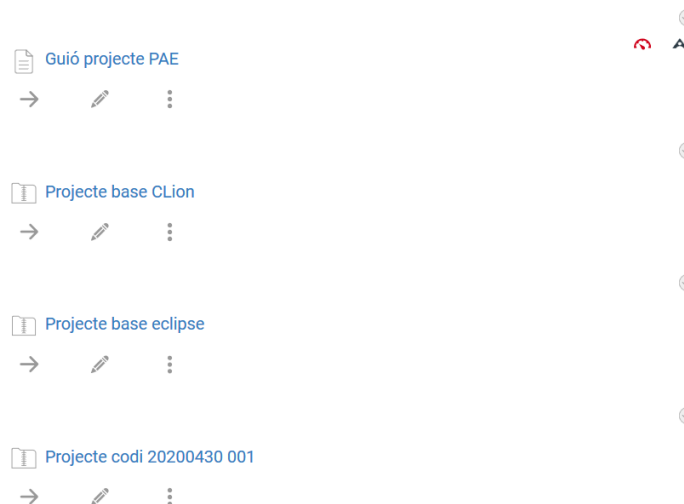 Guió projecte PAE
Projecte base CLion
Projecte base eclipse
Projecte codi 20200430 001